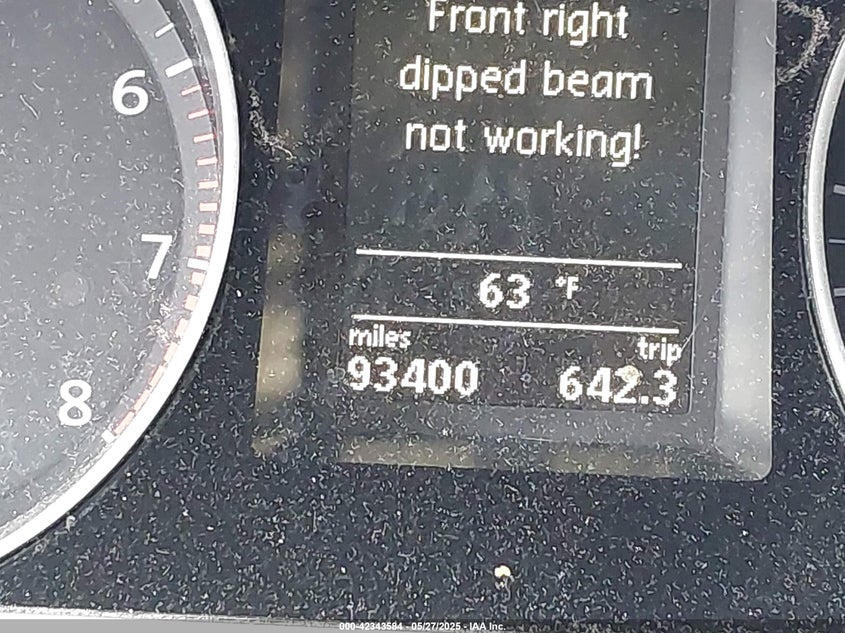 Front right
dipped beam
not working!
6
7
8
63 °F
miles trip
93400 642.3
000-42343584 - 05/27/2025 - IAA Inc.